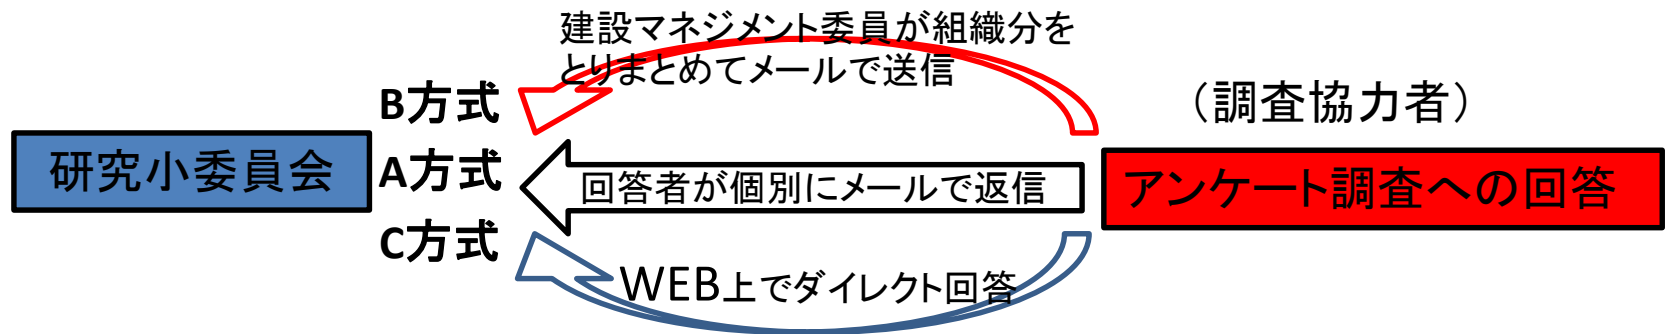 建設マネジメント委員が組織分を
とりまとめてメールで送信
B方式
(調査協力者)
研究小委員会
A方式
回答者が個別にメールで返信
アンケート調査への回答
C方式
WEB上でダイレクト回答